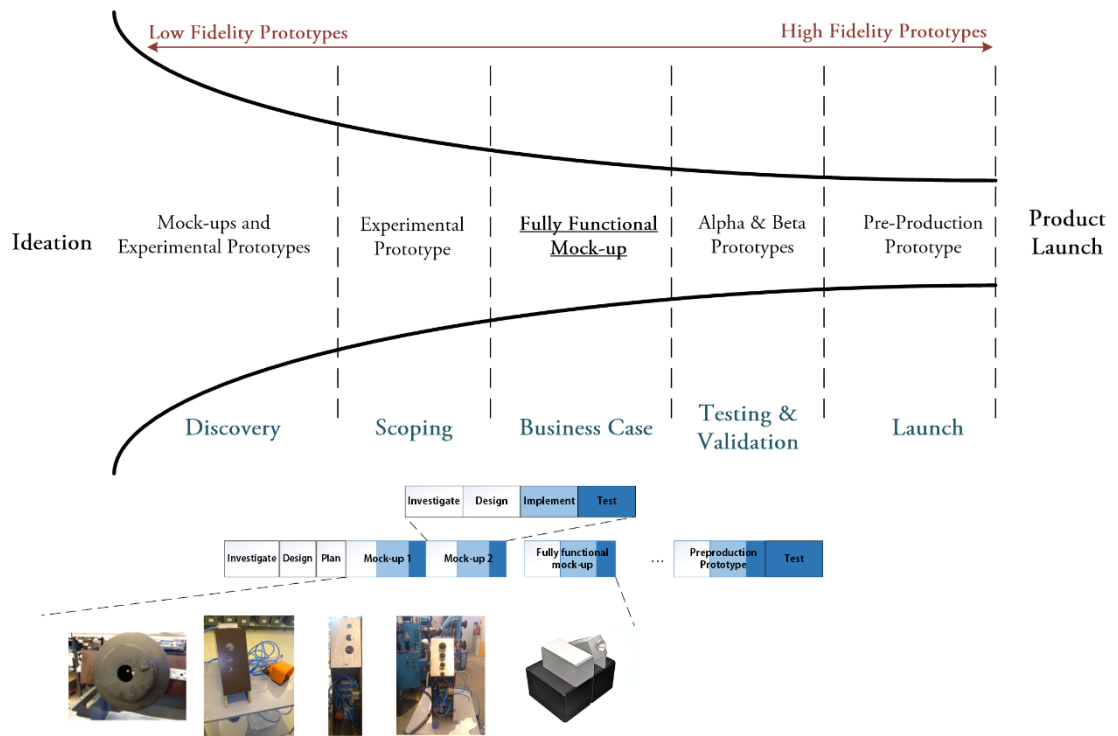 Low Fidelity Prototypes
High Fidelity Prototypes
Ideation
Mock-ups and
Experimental Prototypes
Experimental
Prototype
Fully Functional
Mock-up
Alpha & Beta
Prototypes
Pre-Production
Prototype
Product
Launch
Discovery
Scoping
Business Case
Testing &
Validation
Launch
Investigate
Design
Implement
Test
Investigate
Design
Plan
Mock-up 1
Mock-up 2
Fully functional
mock-up
...
Preproduction
Prototype
Test